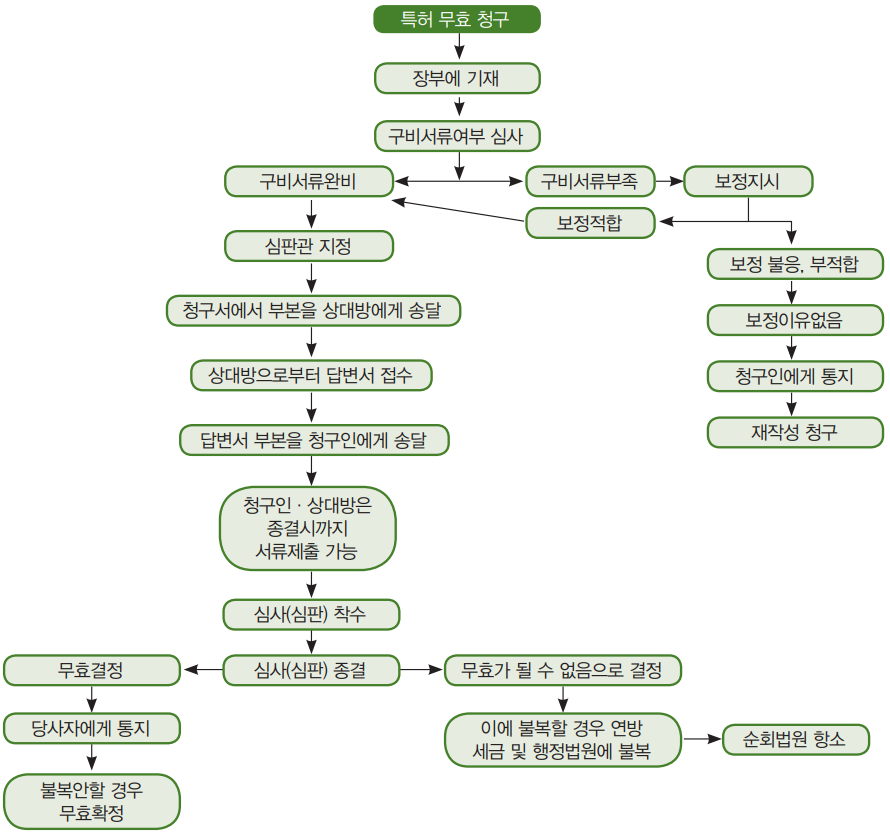 특허 무효 청구
장부에 기재
구비서류여부 심사
구비서류완비
구비서류부족
보정지시
보정적합
심판관 지정
보정 불응, 부적합
청구서에서 부본을 상대방에게 송달
보정이유없음
상대방으로부터 답변서 접수
청구인에게 통지
답변서 부본을 청구인에게 송달
재작성 청구
청구인 · 상대방은
종결시까지
서류제출 가능
심사(심판) 착수
무효결정
심사(심판) 종결
무효가 될 수 없음으로 결정
당사자에게 통지
이에 불복할 경우 연방
세금 및 행정법원에 불복
순회법원 항소
불복안할 경우
무효확정